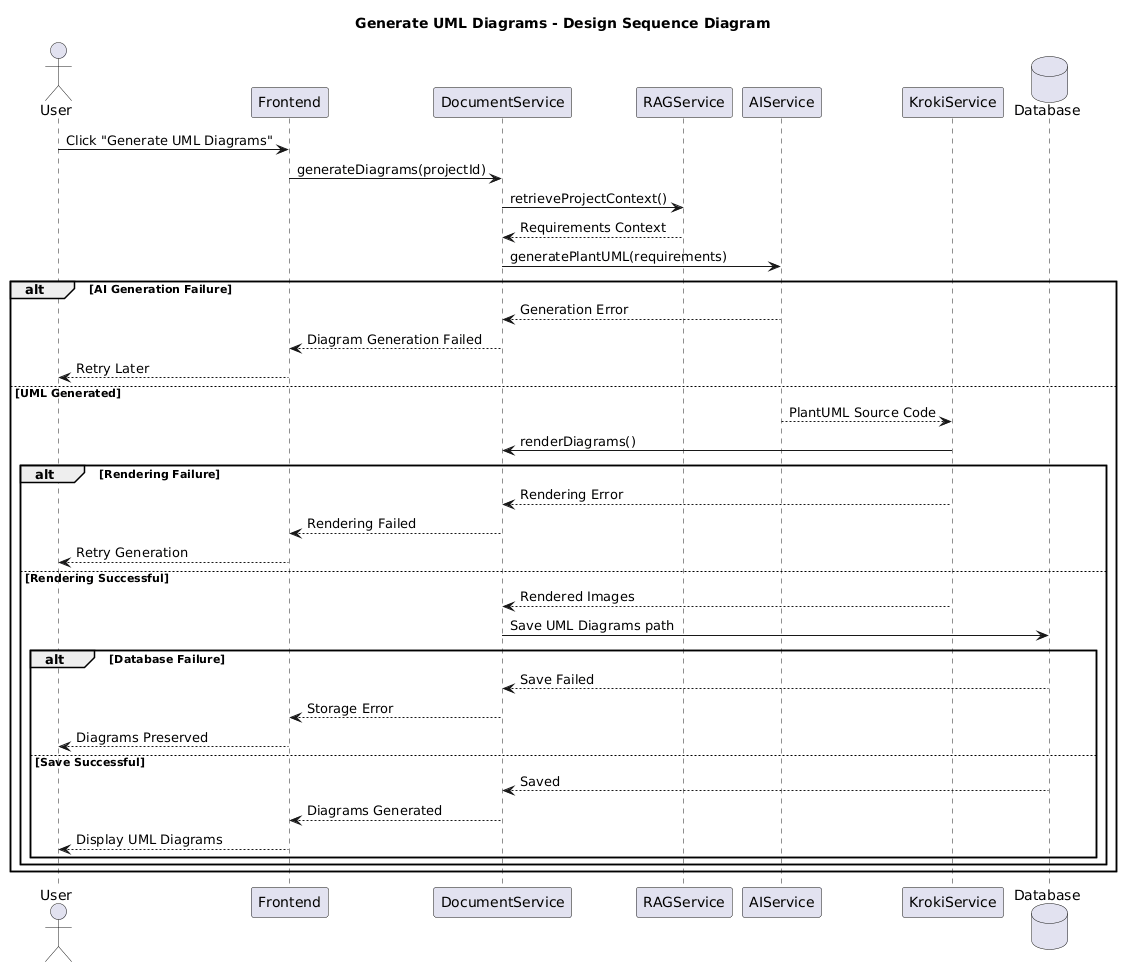 Generate UML Diagrams - Design Sequence Diagram
User
Frontend
DocumentService
RAGService
AIService
KrokiService
Database
Click "Generate UML Diagrams"
generateDiagrams(projectId)
retrieveProjectContext()
Requirements Context
generatePlantUML(requirements)
alt [AI Generation Failure]
Generation Error
Diagram Generation Failed
Retry Later
[UML Generated]
PlantUML Source Code
renderDiagrams()
alt [Rendering Failure]
Rendering Error
Rendering Failed
Retry Generation
[Rendering Successful]
Rendered Images
Save UML Diagrams path
alt [Database Failure]
Save Failed
Storage Error
Diagrams Preserved
[Save Successful]
Saved
Diagrams Generated
Display UML Diagrams
User
Frontend
DocumentService
RAGService
AIService
KrokiService
Database